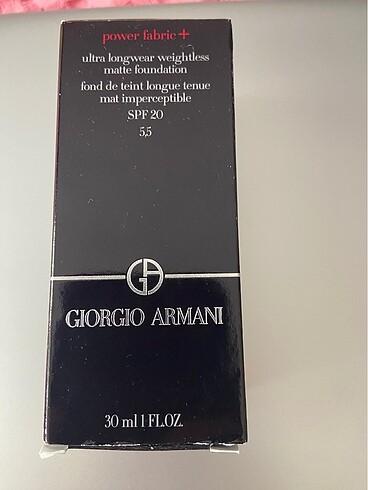 power fabric+
ultra longwear weightless
matte foundation
fond de teint longue tenue
mat imperceptible
SPF 20
5,5
GA
GIORGIO ARMANI
30 ml 1 FL.OZ.